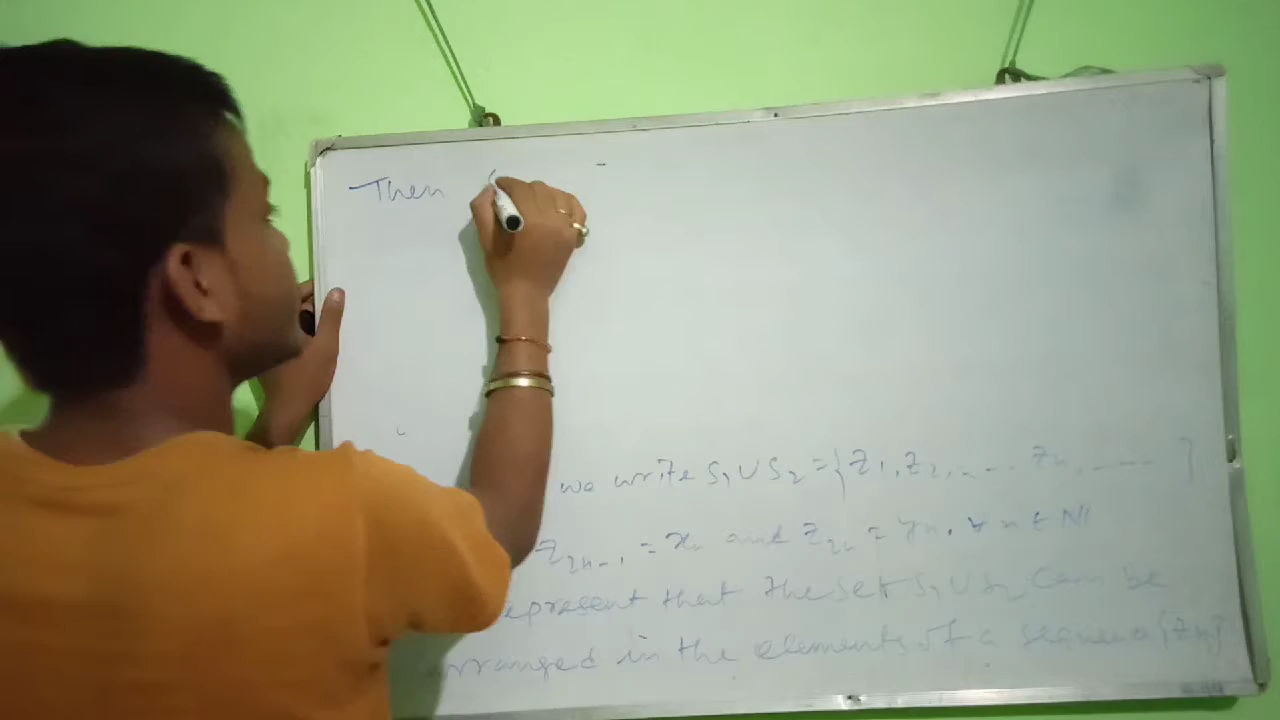 Then
we write S₁∪S₂ = {Z₁, Z₂, ... Zₙ, ...... }
Z₂ₙ₋₁ = xₙ and Z₂ₙ = yₙ, ∀ n ∈ N
epresent that the set S₁∪S₂ can be
arranged in the elements of a sequence {Zₙ}